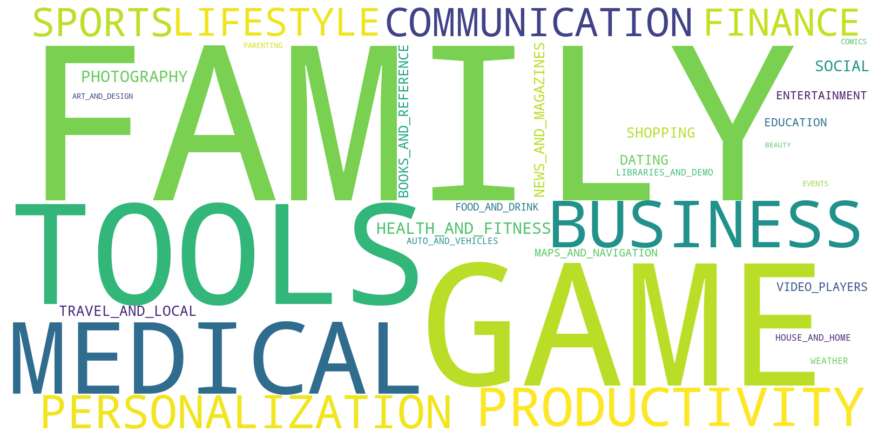 SPORTS LIFESTYLE COMMUNICATION FINANCE
COMICS
PARENTING
FAMILY
PHOTOGRAPHY
ART_AND_DESIGN
BOOKS_AND_REFERENCE
NEWS_AND_MAGAZINES
SOCIAL
ENTERTAINMENT
EDUCATION
SHOPPING
BEAUTY
DATING
LIBRARIES_AND_DEMO
EVENTS
TOOLS
FOOD_AND_DRINK
BUSINESS
HEALTH_AND_FITNESS
AUTO_AND_VEHICLES
MAPS_AND_NAVIGATION
GAME
VIDEO_PLAYERS
TRAVEL_AND_LOCAL
MEDICAL
HOUSE_AND_HOME
WEATHER
PERSONALIZATION PRODUCTIVITY